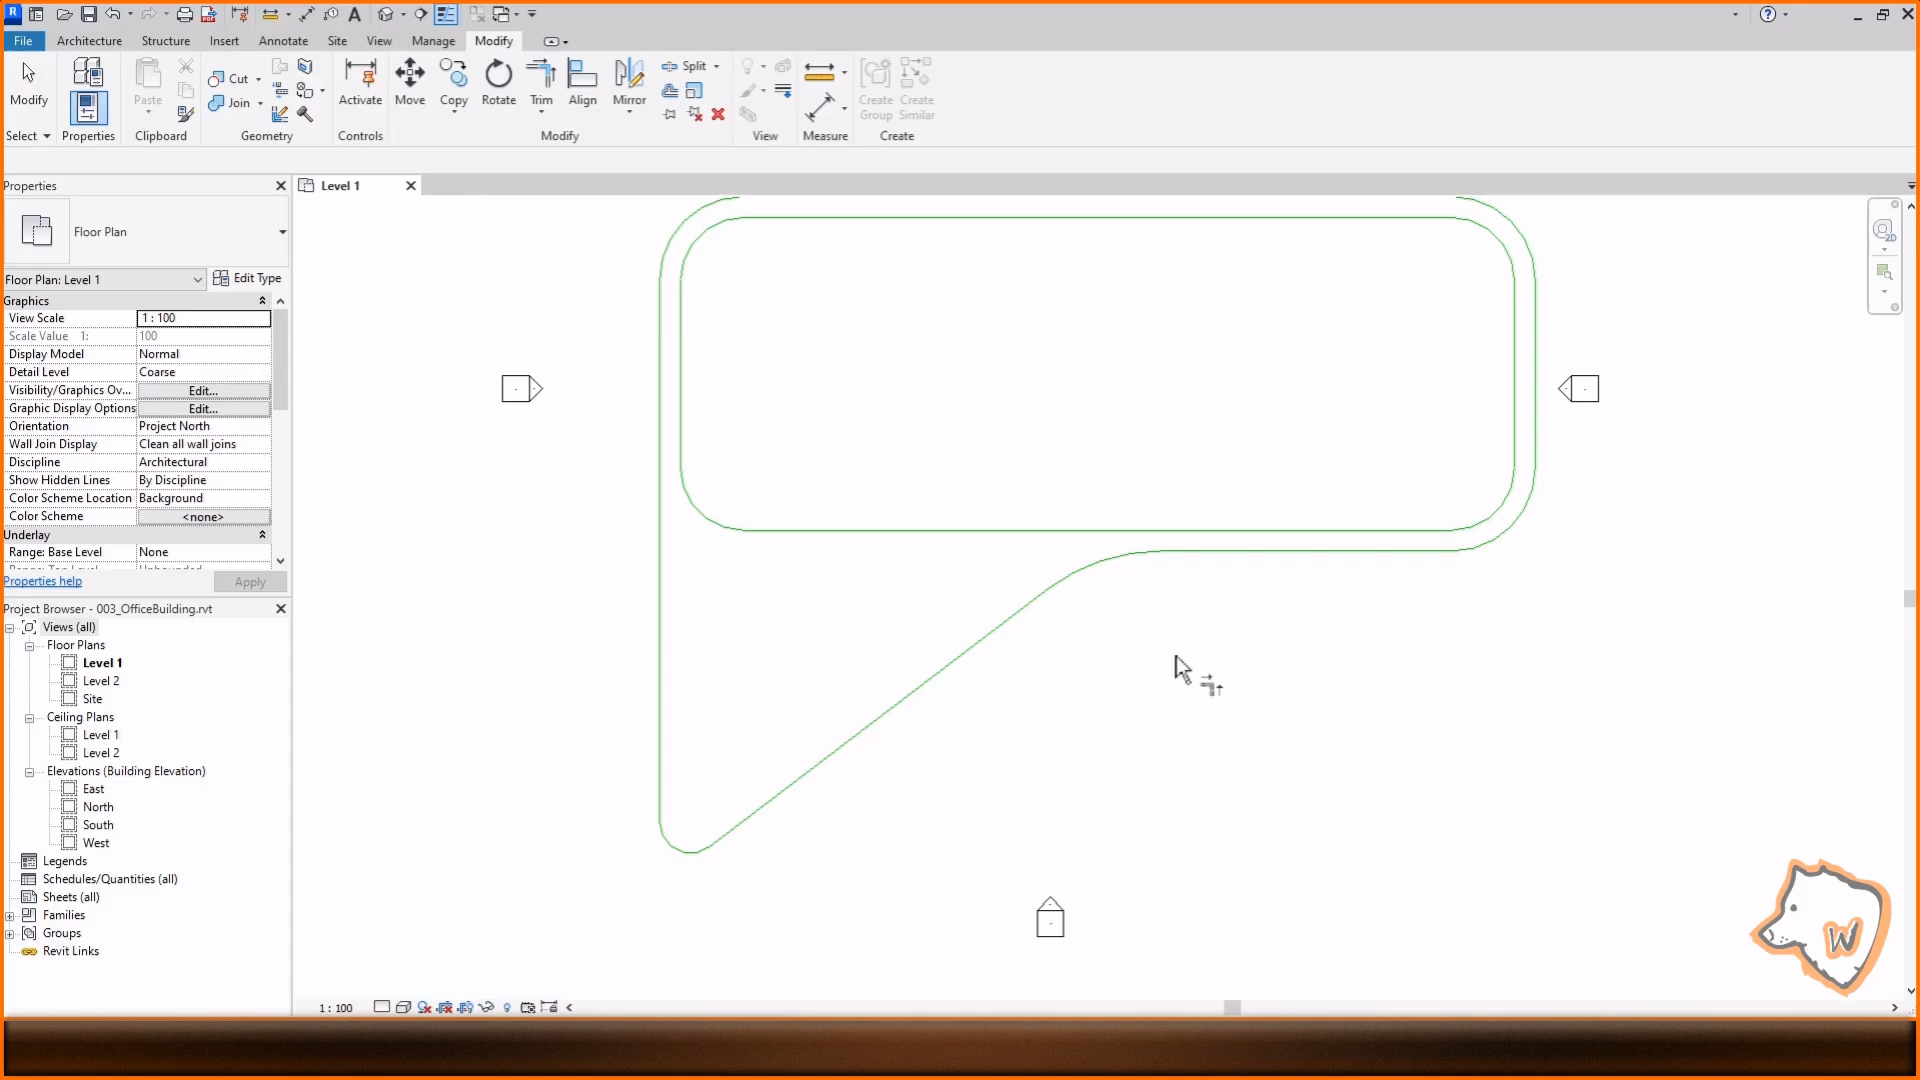 R
A
?
File
Architecture
Structure
Insert
Annotate
Site
View
Manage
Modify
Modify
Paste
Cut
Join
Activate
Move
Copy
Rotate
Trim
Align
Mirror
Split
Create Group
Create Similar
Select
Properties
Clipboard
Geometry
Controls
Modify
View
Measure
Create
Properties
Level 1
Floor Plan
Floor Plan: Level 1
Edit Type
Graphics
View Scale 1 : 100
Scale Value 1: 100
Display Model Normal
Detail Level Coarse
Visibility/Graphics Ov... Edit...
Graphic Display Options Edit...
Orientation Project North
Wall Join Display Clean all wall joins
Discipline Architectural
Show Hidden Lines By Discipline
Color Scheme Location Background
Color Scheme <none>
Underlay
Range: Base Level None
Properties help
Apply
Project Browser - 003_OfficeBuilding.rvt
Views (all)
Floor Plans
Level 1
Level 2
Site
Ceiling Plans
Level 1
Level 2
Elevations (Building Elevation)
East
North
South
West
Legends
Schedules/Quantities (all)
Sheets (all)
Families
Groups
Revit Links
1 : 100
2D
W